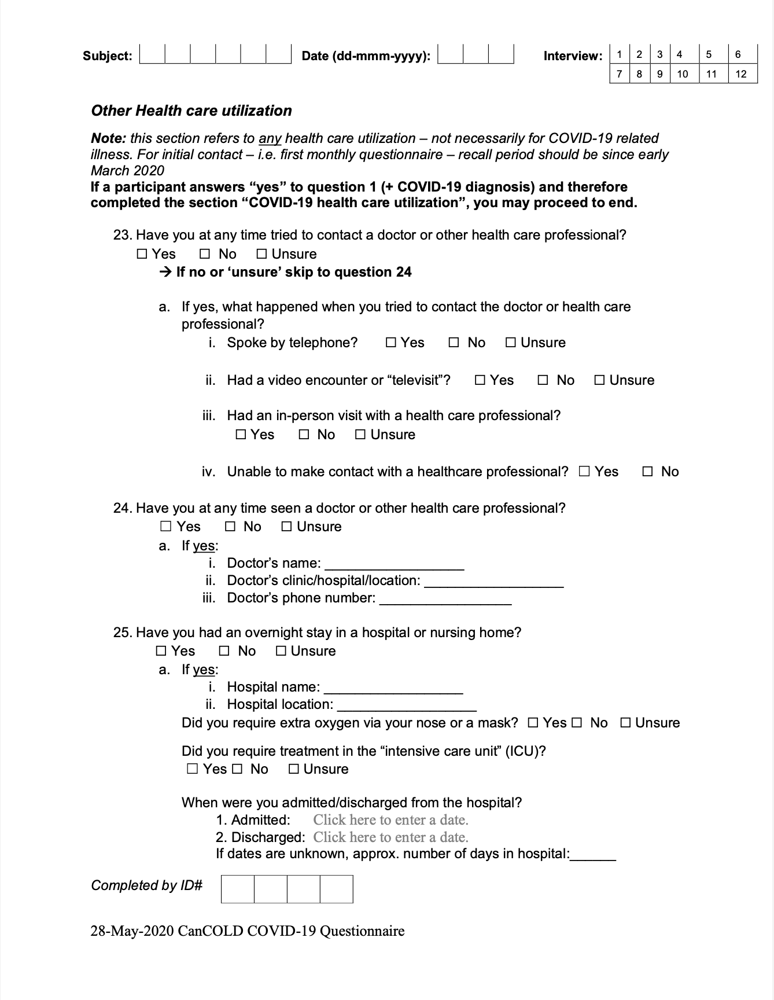 Subject: Date (dd-mmm-yyyy): Interview: 1 2 3 4 5 6
7 8 9 10 11 12
Other Health care utilization
Note: this section refers to any health care utilization – not necessarily for COVID-19 related
illness. For initial contact – i.e. first monthly questionnaire – recall period should be since early
March 2020
If a participant answers “yes” to question 1 (+ COVID-19 diagnosis) and therefore
completed the section “COVID-19 health care utilization”, you may proceed to end.
23. Have you at any time tried to contact a doctor or other health care professional?
☐ Yes ☐ No ☐ Unsure
→ If no or ‘unsure’ skip to question 24
a. If yes, what happened when you tried to contact the doctor or health care
professional?
i. Spoke by telephone? ☐ Yes ☐ No ☐ Unsure
ii. Had a video encounter or “televisit”? ☐ Yes ☐ No ☐ Unsure
iii. Had an in-person visit with a health care professional?
☐ Yes ☐ No ☐ Unsure
iv. Unable to make contact with a healthcare professional? ☐ Yes ☐ No
24. Have you at any time seen a doctor or other health care professional?
☐ Yes ☐ No ☐ Unsure
a. If yes:
i. Doctor’s name: __________________
ii. Doctor’s clinic/hospital/location: __________________
iii. Doctor’s phone number: _________________
25. Have you had an overnight stay in a hospital or nursing home?
☐ Yes ☐ No ☐ Unsure
a. If yes:
i. Hospital name: __________________
ii. Hospital location: __________________
Did you require extra oxygen via your nose or a mask? ☐ Yes ☐ No ☐ Unsure
Did you require treatment in the “intensive care unit” (ICU)?
☐ Yes ☐ No ☐ Unsure
When were you admitted/discharged from the hospital?
1. Admitted: Click here to enter a date.
2. Discharged: Click here to enter a date.
If dates are unknown, approx. number of days in hospital:______
Completed by ID#
28-May-2020 CanCOLD COVID-19 Questionnaire